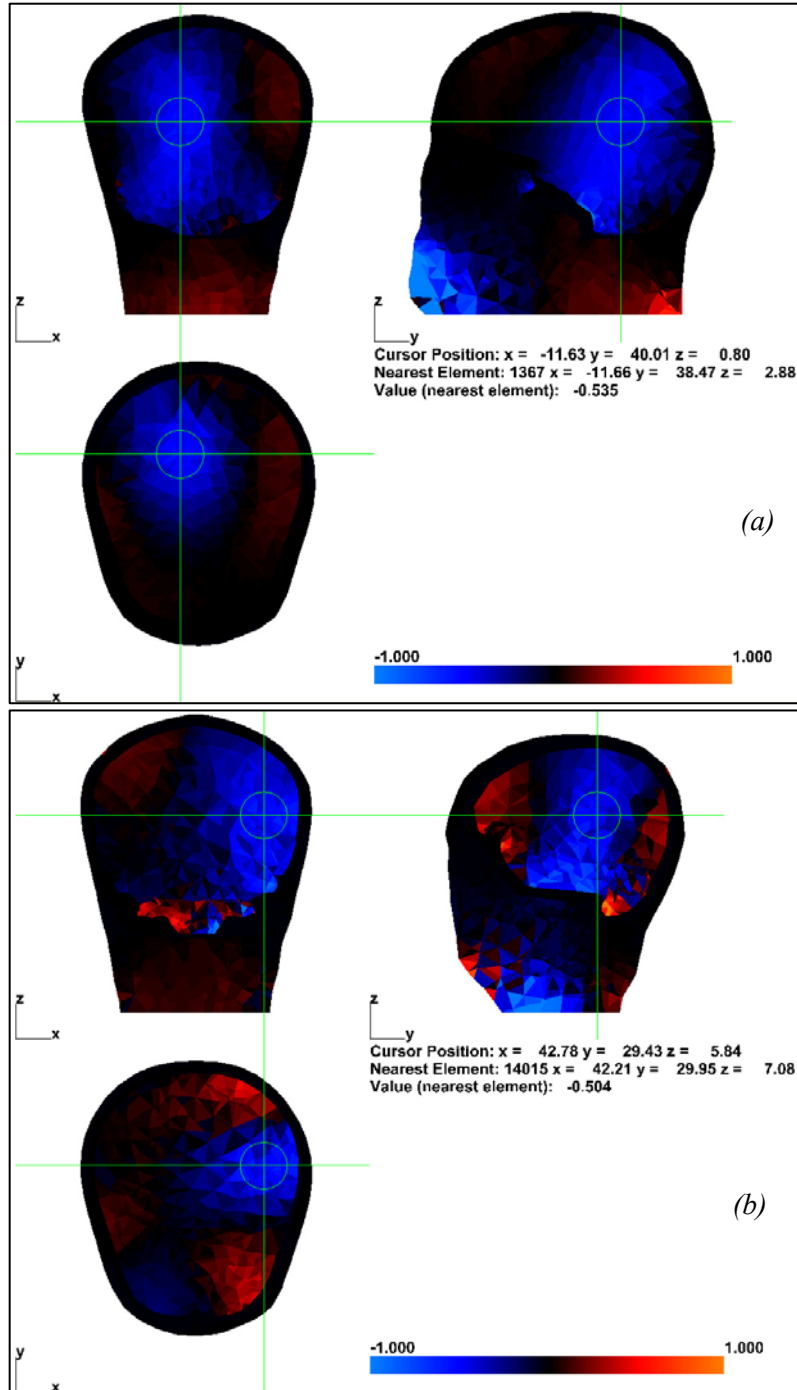 z
x
z
y
Cursor Position: x = -11.63 y = 40.01 z = 0.80
Nearest Element: 1367 x = -11.66 y = 38.47 z = 2.88
Value (nearest element): -0.535
(a)
y
x
-1.000 1.000
z
x
z
y
Cursor Position: x = 42.78 y = 29.43 z = 5.84
Nearest Element: 14015 x = 42.21 y = 29.95 z = 7.08
Value (nearest element): -0.504
(b)
y
x
-1.000 1.000